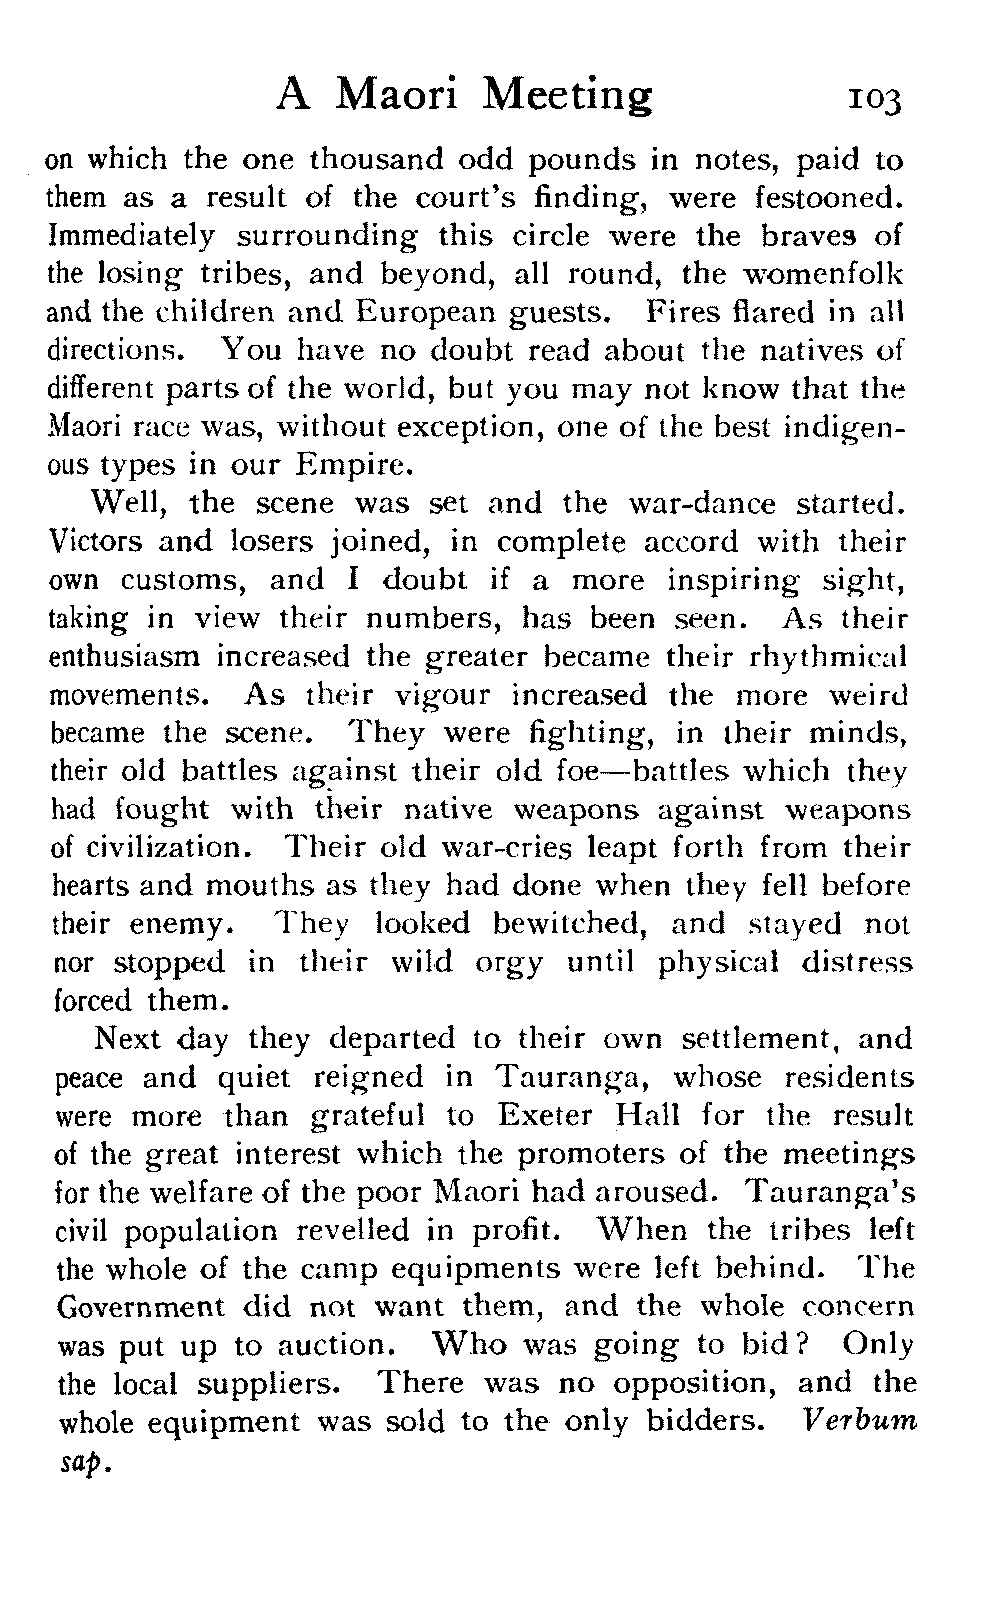 A Maori Meeting 103
on which the one thousand odd pounds in notes, paid to
them as a result of the court's finding, were festooned.
Immediately surrounding this circle were the braves of
the losing tribes, and beyond, all round, the womenfolk
and the children and European guests. Fires flared in all
directions. You have no doubt read about the natives of
different parts of the world, but you may not know that the
Maori race was, without exception, one of the best indigen-
ous types in our Empire.
Well, the scene was set and the war-dance started.
Victors and losers joined, in complete accord with their
own customs, and I doubt if a more inspiring sight,
taking in view their numbers, has been seen. As their
enthusiasm increased the greater became their rhythmical
movements. As their vigour increased the more weird
became the scene. They were fighting, in their minds,
their old battles against their old foe—battles which they
had fought with their native weapons against weapons
of civilization. Their old war-cries leapt forth from their
hearts and mouths as they had done when they fell before
their enemy. They looked bewitched, and stayed not
nor stopped in their wild orgy until physical distress
forced them.
Next day they departed to their own settlement, and
peace and quiet reigned in Tauranga, whose residents
were more than grateful to Exeter Hall for the result
of the great interest which the promoters of the meetings
for the welfare of the poor Maori had aroused. Tauranga's
civil population revelled in profit. When the tribes left
the whole of the camp equipments were left behind. The
Government did not want them, and the whole concern
was put up to auction. Who was going to bid? Only
the local suppliers. There was no opposition, and the
whole equipment was sold to the only bidders. Verbum
sap.